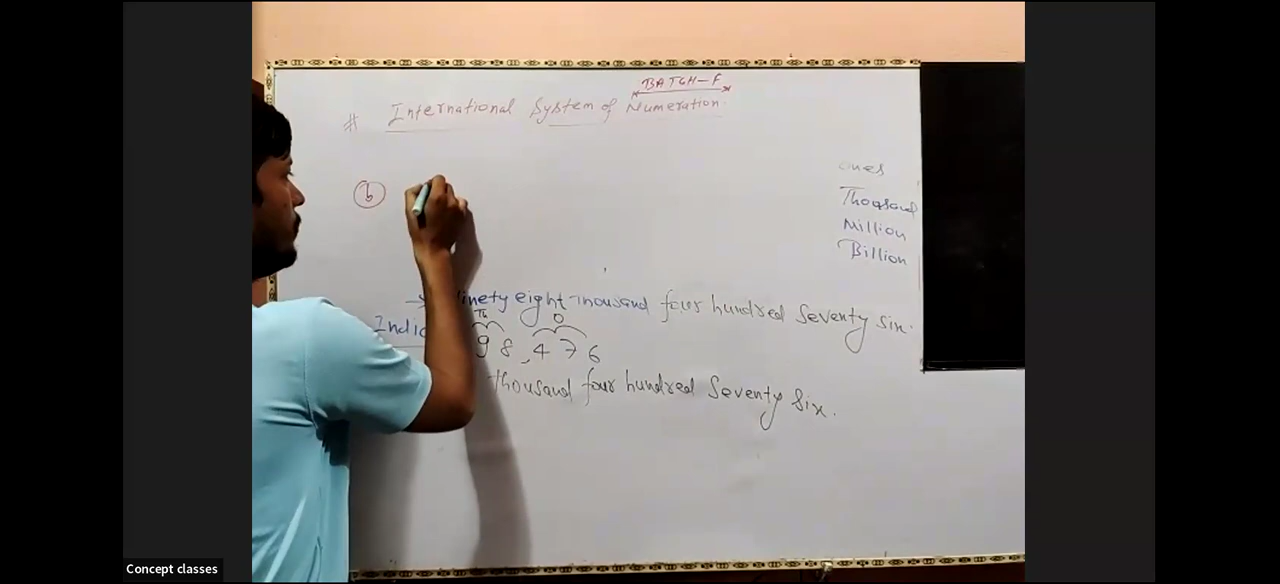 BATCH-F
# International System of Numeration.
b
ones
Thousand
Million
Billion
→ Ninety eight Thousand four hundred Seventy six.
Th O
98,476
thousand four hundred Seventy six.
Concept classes